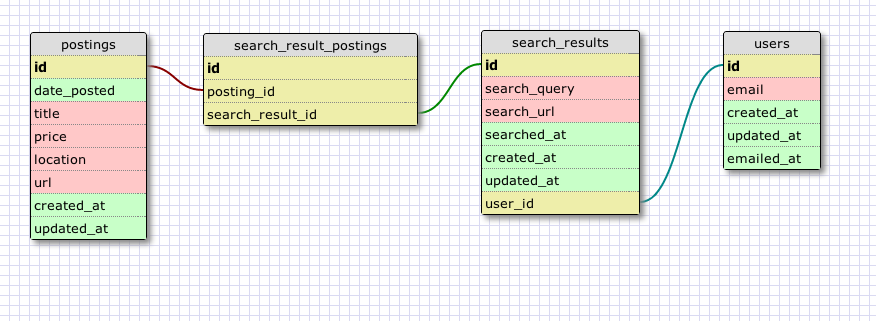 postings
id
date_posted
title
price
location
url
created_at
updated_at
search_result_postings
id
posting_id
search_result_id
search_results
id
search_query
search_url
searched_at
created_at
updated_at
user_id
users
id
email
created_at
updated_at
emailed_at